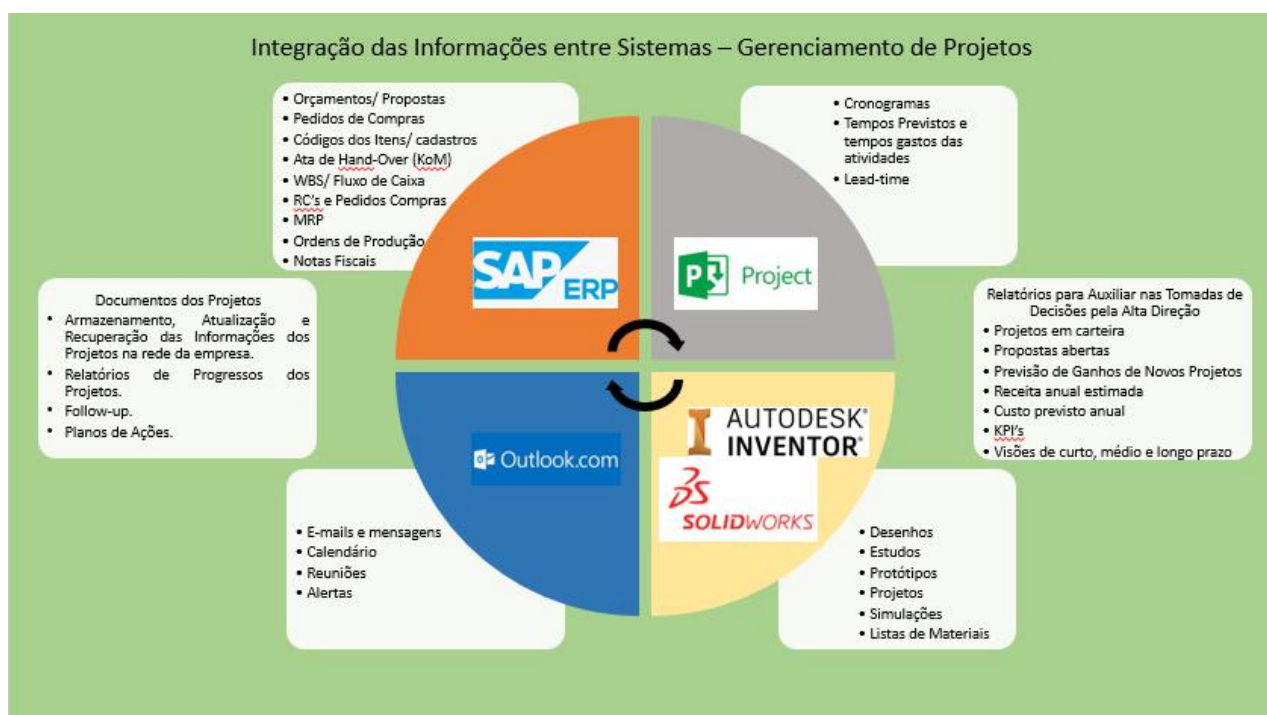 Integração das Informações entre Sistemas – Gerenciamento de Projetos
• Orçamentos/ Propostas
• Pedidos de Compras
• Códigos dos Itens/ cadastros
• Ata de Hand-Over (KoM)
• WBS/ Fluxo de Caixa
• RC's e Pedidos Compras
• MRP
• Ordens de Produção
• Notas Fiscais
• Cronogramas
• Tempos Previstos e
tempos gastos das
atividades
• Lead-time
SAP ERP
P Project
Documentos dos Projetos
• Armazenamento, Atualização e
Recuperação das Informações dos
Projetos na rede da empresa.
• Relatórios de Progressos dos
Projetos.
• Follow-up.
• Planos de Ações.
Relatórios para Auxiliar nas Tomadas de
Decisões pela Alta Direção
• Projetos em carteira
• Propostas abertas
• Previsão de Ganhos de Novos Projetos
• Receita anual estimada
• Custo previsto anual
• KPI's
• Visões de curto, médio e longo prazo
Outlook.com
I AUTODESK®
INVENTOR®
DS
SOLIDWORKS
• E-mails e mensagens
• Calendário
• Reuniões
• Alertas
• Desenhos
• Estudos
• Protótipos
• Projetos
• Simulações
• Listas de Materiais